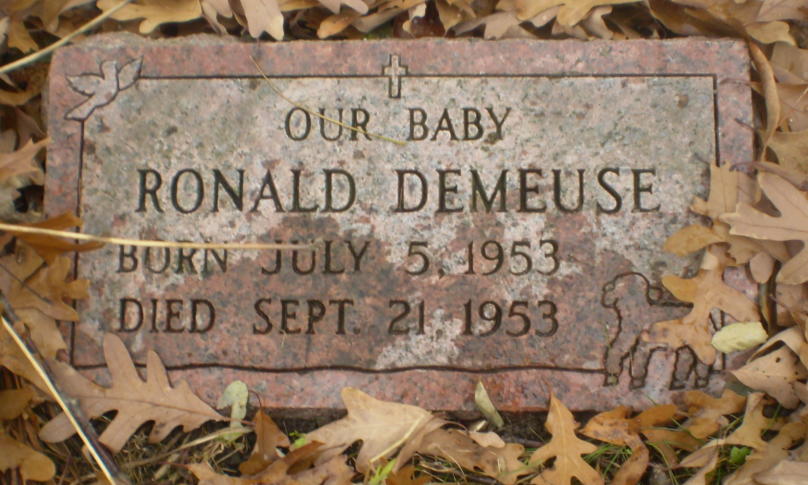 OUR BABY
RONALD DEMEUSE
BORN JULY 5, 1953
DIED SEPT. 21, 1953